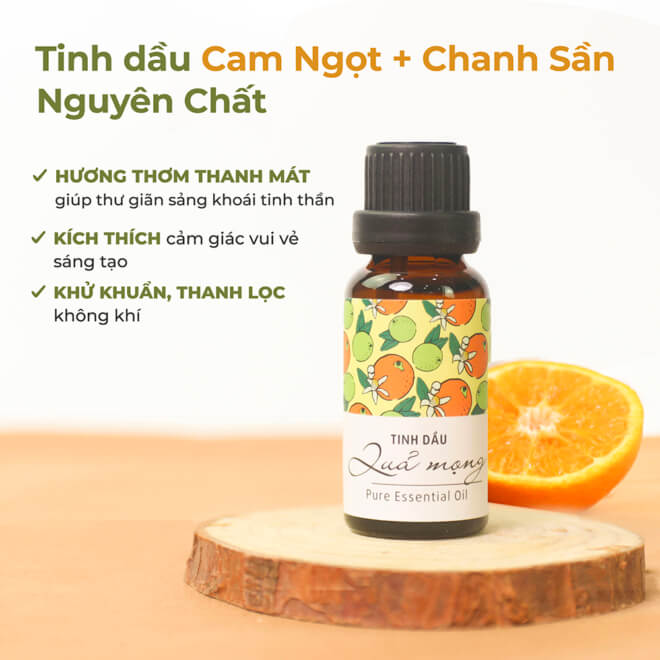 Tinh dầu Cam Ngọt + Chanh Sần
Nguyên Chất
HƯƠNG THƠM THANH MÁT
giúp thư giãn sảng khoái tinh thần
KÍCH THÍCH cảm giác vui vẻ
sáng tạo
KHỬ KHUẨN, THANH LỌC
không khí
TINH DẦU
Quả mọng
Pure Essential Oil